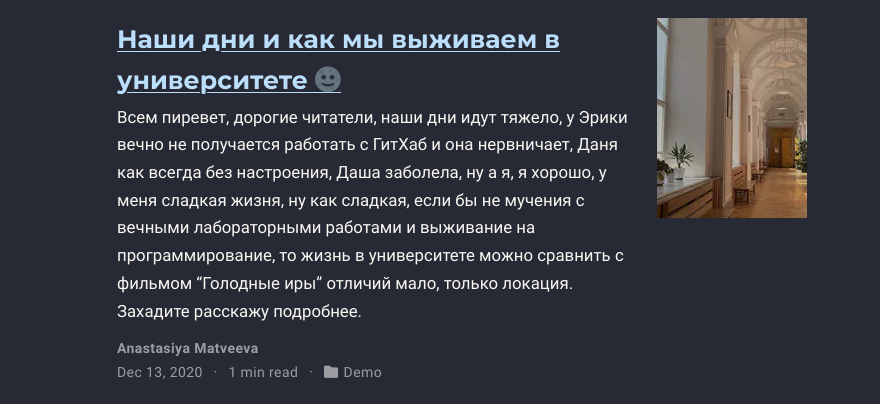 Наши дни и как мы выживаем в
университете 🌚
Всем пиревет, дорогие читатели, наши дни идут тяжело, у Эрики
вечно не получается работать с ГитХаб и она нервничает, Даня
как всегда без настроения, Даша заболела, ну а я, я хорошо, у
меня сладкая жизня, ну как сладкая, если бы не мучения с
вечными лабораторными работами и выживание на
программирование, то жизнь в университете можно сравнить с
фильмом “Голодные иры” отличий мало, только локация.
Захадите расскажу подробнее.
Anastasiya Matveeva
Dec 13, 2020 · 1 min read · Demo